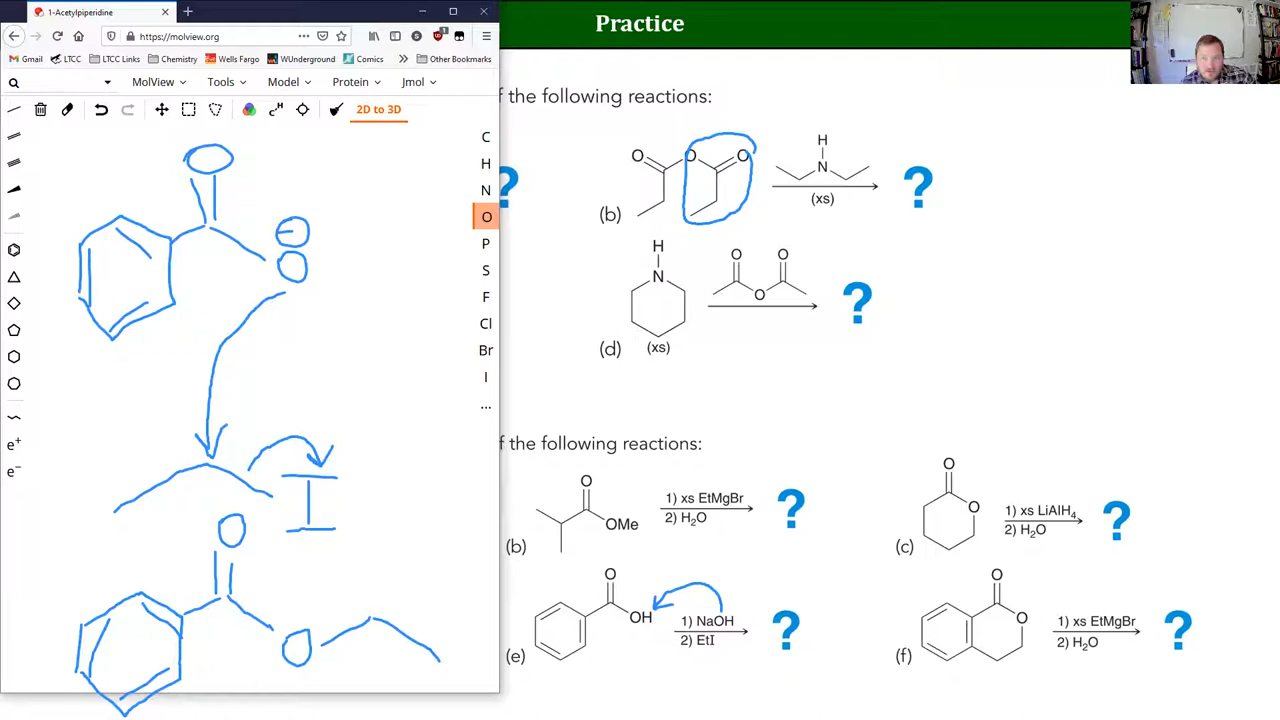 1-Acetylpiperidine
https://molview.org
Gmail LTCC LTCC Homepage Chemistry Wells Fargo WUnderground Comics Other Bookmarks
MolView Tools Model Protein Jmol
2D to 3D
C
H
N
O
P
S
F
Cl
Br
I
...
e+
e−
O
−
O
I
O
O
Practice
f the following reactions:
?
O O O
H
N
(xs)
?
(b)
H
N
(xs)
O O
O
?
(d)
f the following reactions:
O
OMe
1) xs EtMgBr
2) H2O
?
(b)
O
O
1) xs LiAlH4
2) H2O
?
(c)
O
OH
1) NaOH
2) EtI
?
(e)
O
O
1) xs EtMgBr
2) H2O
?
(f)